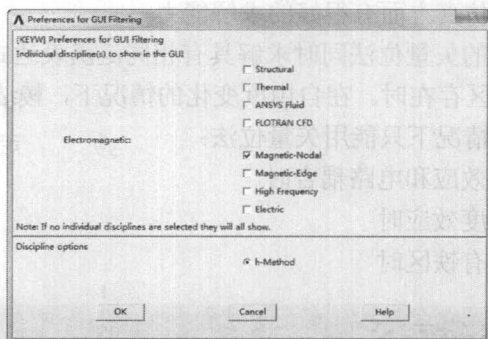 Preferences for GUI Filtering
[KEYW] Preferences for GUI Filtering
Individual discipline(s) to show in the GUI
Structural
Thermal
ANSYS Fluid
FLOTRAN CFD
Electromagnetic:
Magnetic-Nodal
Magnetic-Edge
High Frequency
Electric
Note: If no individual disciplines are selected they will all show.
Discipline options
h-Method
OK
Cancel
Help